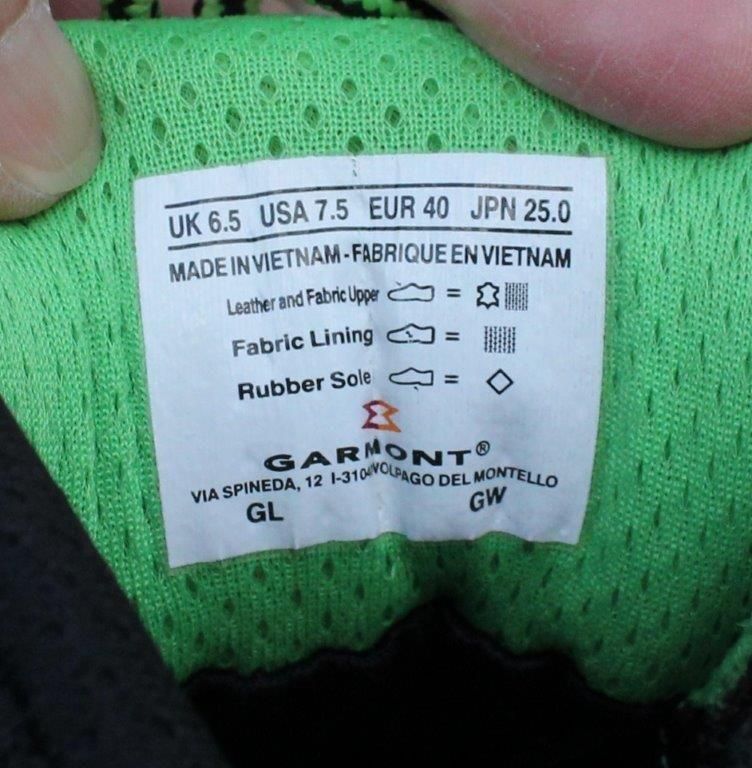 UK 6.5 USA 7.5 EUR 40 JPN 25.0
MADE IN VIETNAM - FABRIQUE EN VIETNAM
Leather and Fabric Upper =
Fabric Lining =
Rubber Sole =
GARMONT®
VIA SPINEDA, 12 VOLPAGO DEL MONTELLO
GL GW